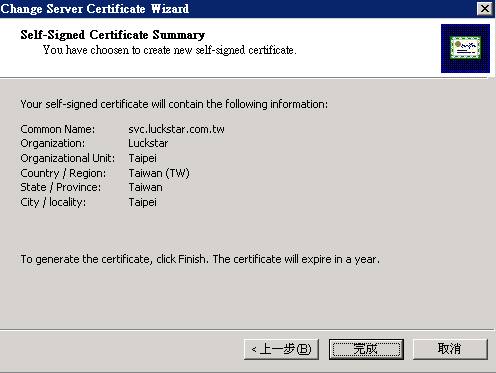 Change Server Certificate Wizard
Self-Signed Certificate Summary
You have choosen to create new self-signed certificate.
Your self-signed certificate will contain the following information:
Common Name: svc.luckstar.com.tw
Organization: Luckstar
Organizational Unit: Taipei
Country / Region: Taiwan (TW)
State / Province: Taiwan
City / locality: Taipei
To generate the certificate, click Finish. The certificate will expire in a year.
< 上一步(B) 完成 取消